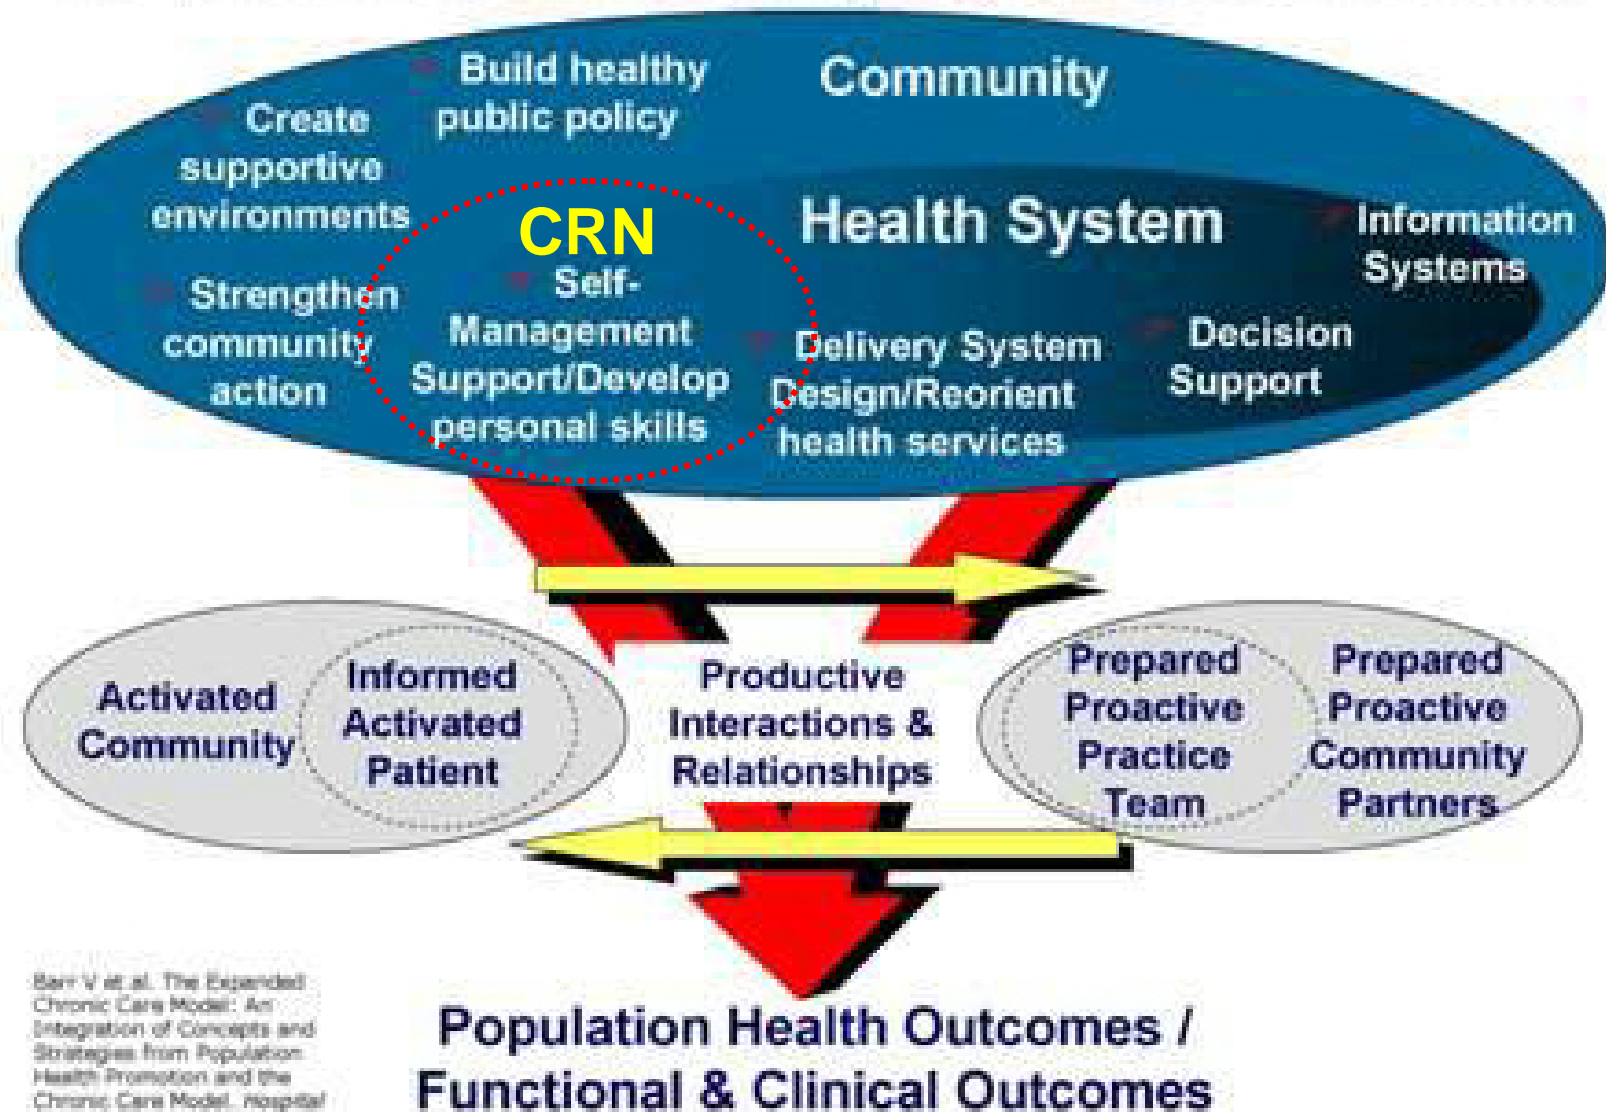 Build healthy
public policy
Community
Create
supportive
environments
CRN
Self-
Management
Support/Develop
personal skills
Health System
Information
Systems
Strengthen
community
action
Delivery System
Design/Reorient
health services
Decision
Support
Activated
Community
Informed
Activated
Patient
Productive
Interactions &
Relationships
Prepared
Proactive
Practice
Team
Prepared
Proactive
Community
Partners
Barr V et al. The Expanded
Chronic Care Model: An
Integration of Concepts and
Strategies from Population
Health Promotion and the
Chronic Care Model. Hospital
Population Health Outcomes /
Functional & Clinical Outcomes